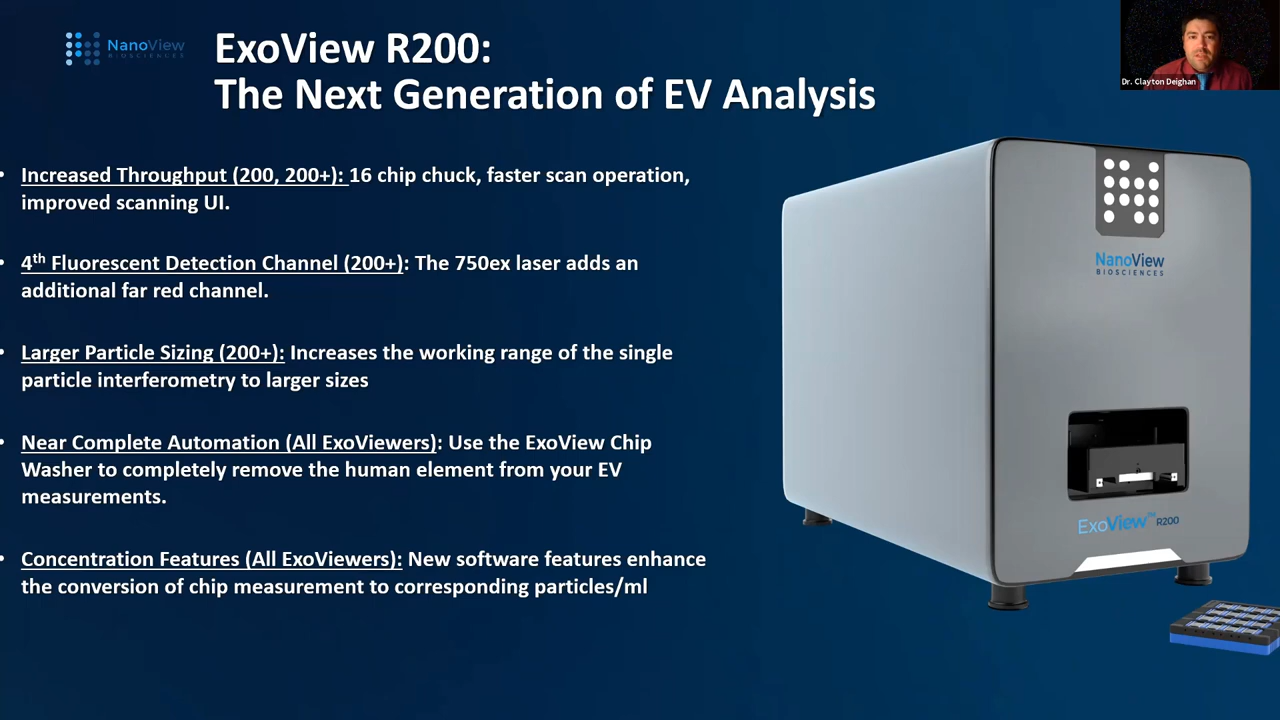 NanoView
BIOSCIENCES
ExoView R200:
The Next Generation of EV Analysis
Dr. Clayton Deighan
• Increased Throughput (200, 200+): 16 chip chuck, faster scan operation,
improved scanning UI.
• 4th Fluorescent Detection Channel (200+): The 750ex laser adds an
additional far red channel.
• Larger Particle Sizing (200+): Increases the working range of the single
particle interferometry to larger sizes
• Near Complete Automation (All ExoViewers): Use the ExoView Chip
Washer to completely remove the human element from your EV
measurements.
• Concentration Features (All ExoViewers): New software features enhance
the conversion of chip measurement to corresponding particles/ml
NanoView
BIOSCIENCES
ExoView™ R200